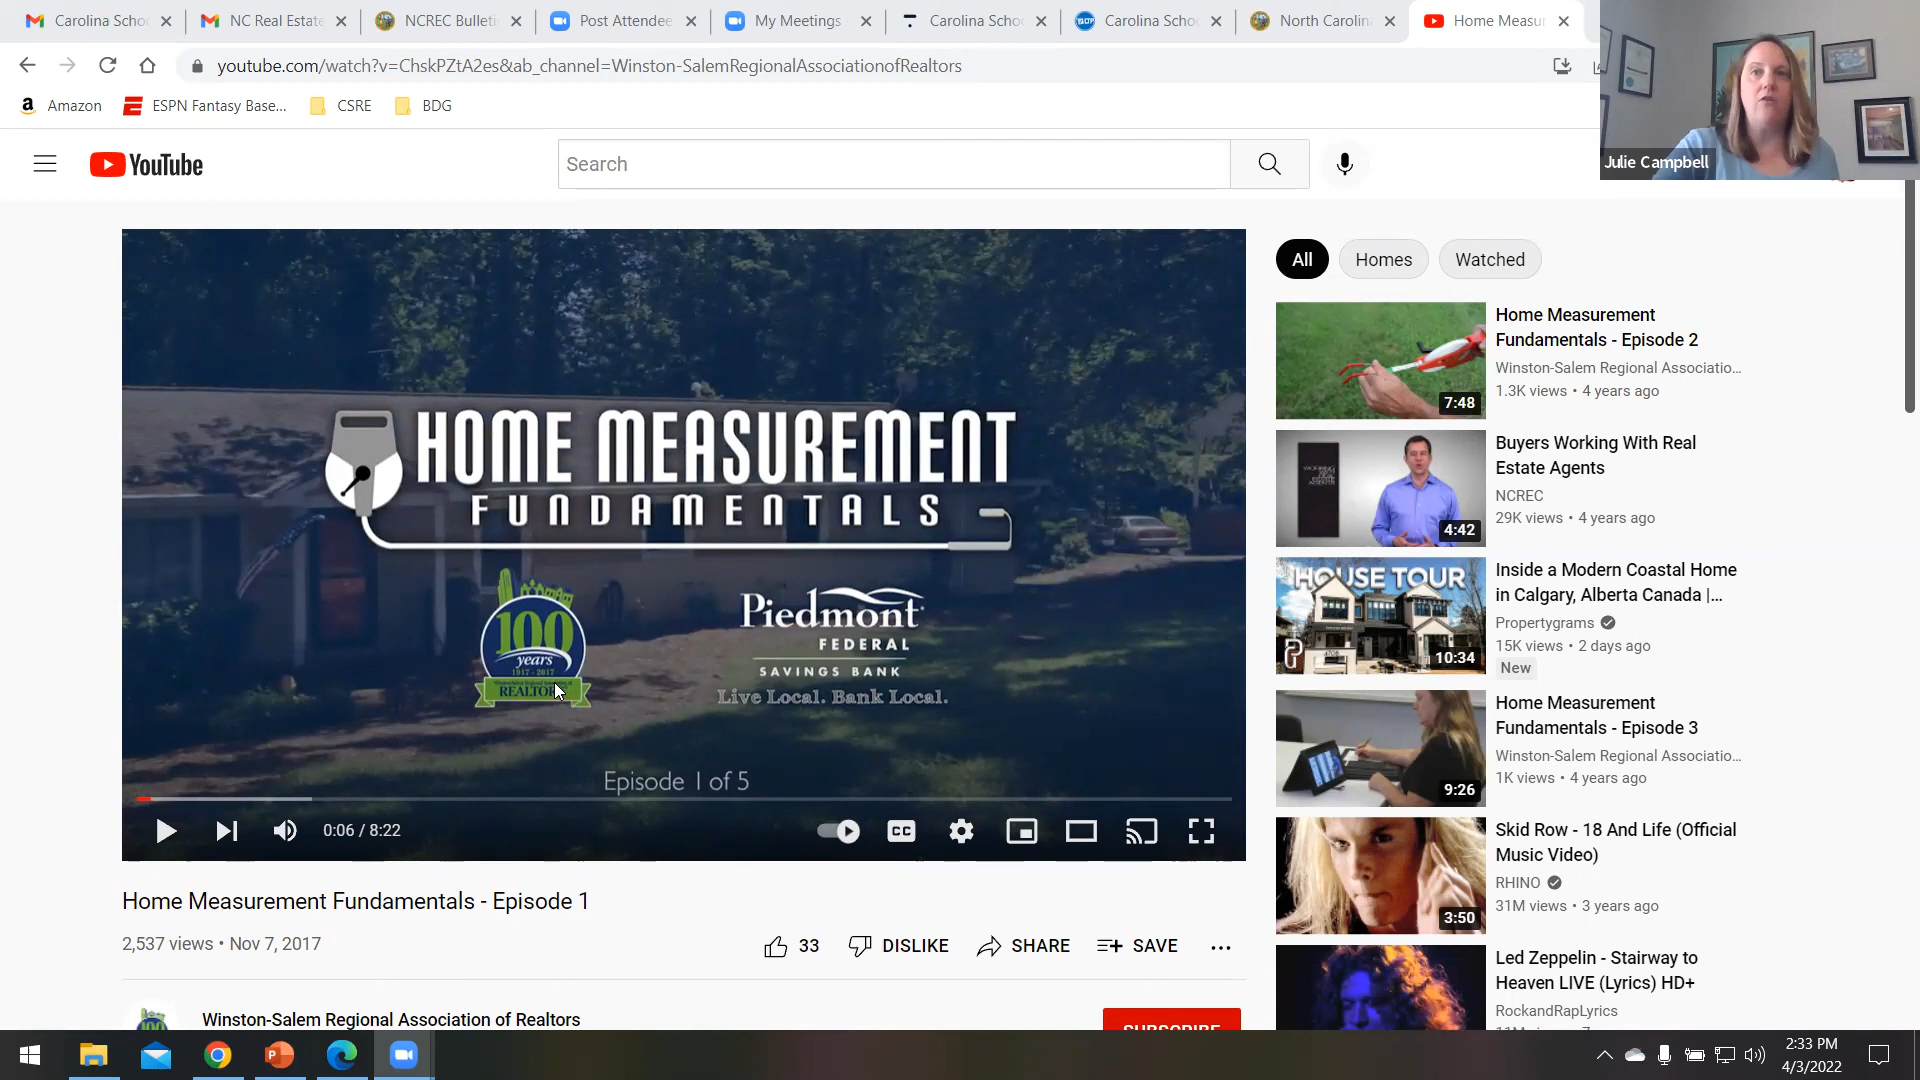 Carolina Scho
NC Real Estate
NCREC Bulleti
Post Attendee
My Meetings
Carolina Scho
Carolina Scho
North Carolin
Home Measur
youtube.com/watch?v=ChskPZtA2es&ab_channel=Winston-SalemRegionalAssociationofRealtors
Amazon
ESPN Fantasy Base...
CSRE
BDG
Julie Campbell
YouTube
Search
HOME MEASUREMENT
FUNDAMENTALS
100
years
1917 - 2017
Piedmont
FEDERAL
SAVINGS BANK
Live Local. Bank Local.
Episode 1 of 5
0:06 / 8:22
CC
Home Measurement Fundamentals - Episode 1
2,537 views • Nov 7, 2017
33
DISLIKE
SHARE
SAVE
Winston-Salem Regional Association of Realtors
SUBSCRIBE
All
Homes
Watched
Home Measurement
Fundamentals - Episode 2
Winston-Salem Regional Associatio...
1.3K views • 4 years ago
7:48
Buyers Working With Real
Estate Agents
NCREC
29K views • 4 years ago
4:42
HOUSE TOUR
Inside a Modern Coastal Home
in Calgary, Alberta Canada |...
Propertygrams
15K views • 2 days ago
New
10:34
Home Measurement
Fundamentals - Episode 3
Winston-Salem Regional Associatio...
1K views • 4 years ago
9:26
Skid Row - 18 And Life (Official
Music Video)
RHINO
31M views • 3 years ago
3:50
Led Zeppelin - Stairway to
Heaven LIVE (Lyrics) HD+
RockandRapLyrics
2:33 PM
4/3/2022